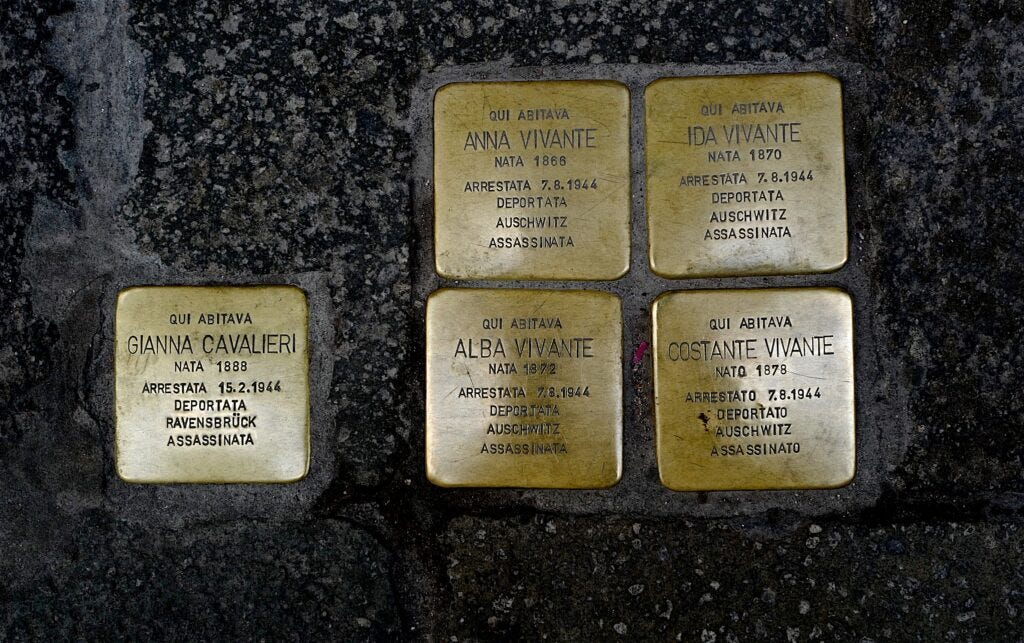 QUI ABITAVA
ANNA VIVANTE
NATA 1866
ARRESTATA 7.8.1944
DEPORTATA
AUSCHWITZ
ASSASSINATA
QUI ABITAVA
IDA VIVANTE
NATA 1870
ARRESTATA 7.8.1944
DEPORTATA
AUSCHWITZ
ASSASSINATA
QUI ABITAVA
GIANNA CAVALIERI
NATA 1888
ARRESTATA 15.2.1944
DEPORTATA
RAVENSBRÜCK
ASSASSINATA
QUI ABITAVA
ALBA VIVANTE
NATA 1872
ARRESTATA 7.8.1944
DEPORTATA
AUSCHWITZ
ASSASSINATA
QUI ABITAVA
COSTANTE VIVANTE
NATO 1878
ARRESTATO 7.8.1944
DEPORTATO
AUSCHWITZ
ASSASSINATO